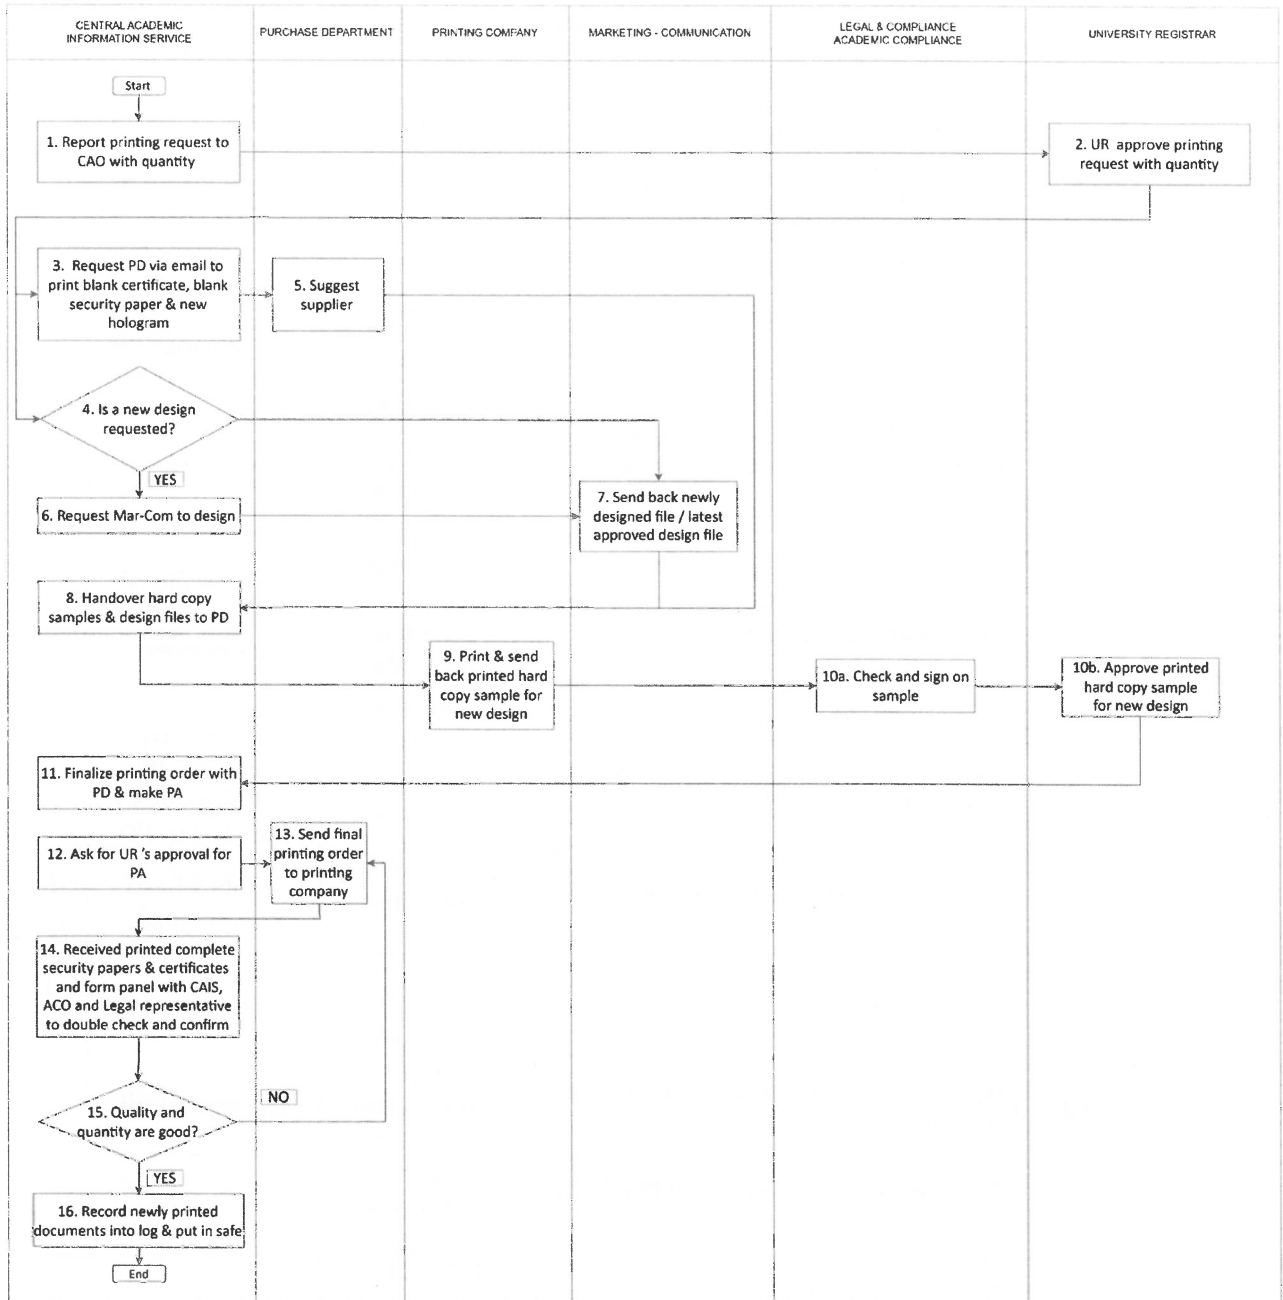 CENTRAL ACADEMIC
INFORMATION SERIVICE
PURCHASE DEPARTMENT
PRINTING COMPANY
MARKETING - COMMUNICATION
LEGAL & COMPLIANCE
ACADEMIC COMPLIANCE
UNIVERSITY REGISTRAR
Start
1. Report printing request to
CAO with quantity
2. UR approve printing
request with quantity
3. Request PD via email to
print blank certificate, blank
security paper & new
hologram
5. Suggest
supplier
4. Is a new design
requested?
YES
6. Request Mar-Com to design
7. Send back newly
designed file / latest
approved design file
8. Handover hard copy
samples & design files to PD
9. Print & send
back printed hard
copy sample for
new design
10a. Check and sign on
sample
10b. Approve printed
hard copy sample
for new design
11. Finalize printing order with
PD & make PA
12. Ask for UR 's approval for
PA
13. Send final
printing order
to printing
company
14. Received printed complete
security papers & certificates
and form panel with CAIS,
ACO and Legal representative
to double check and confirm
15. Quality and
quantity are good?
NO
YES
16. Record newly printed
documents into log & put in safe
End